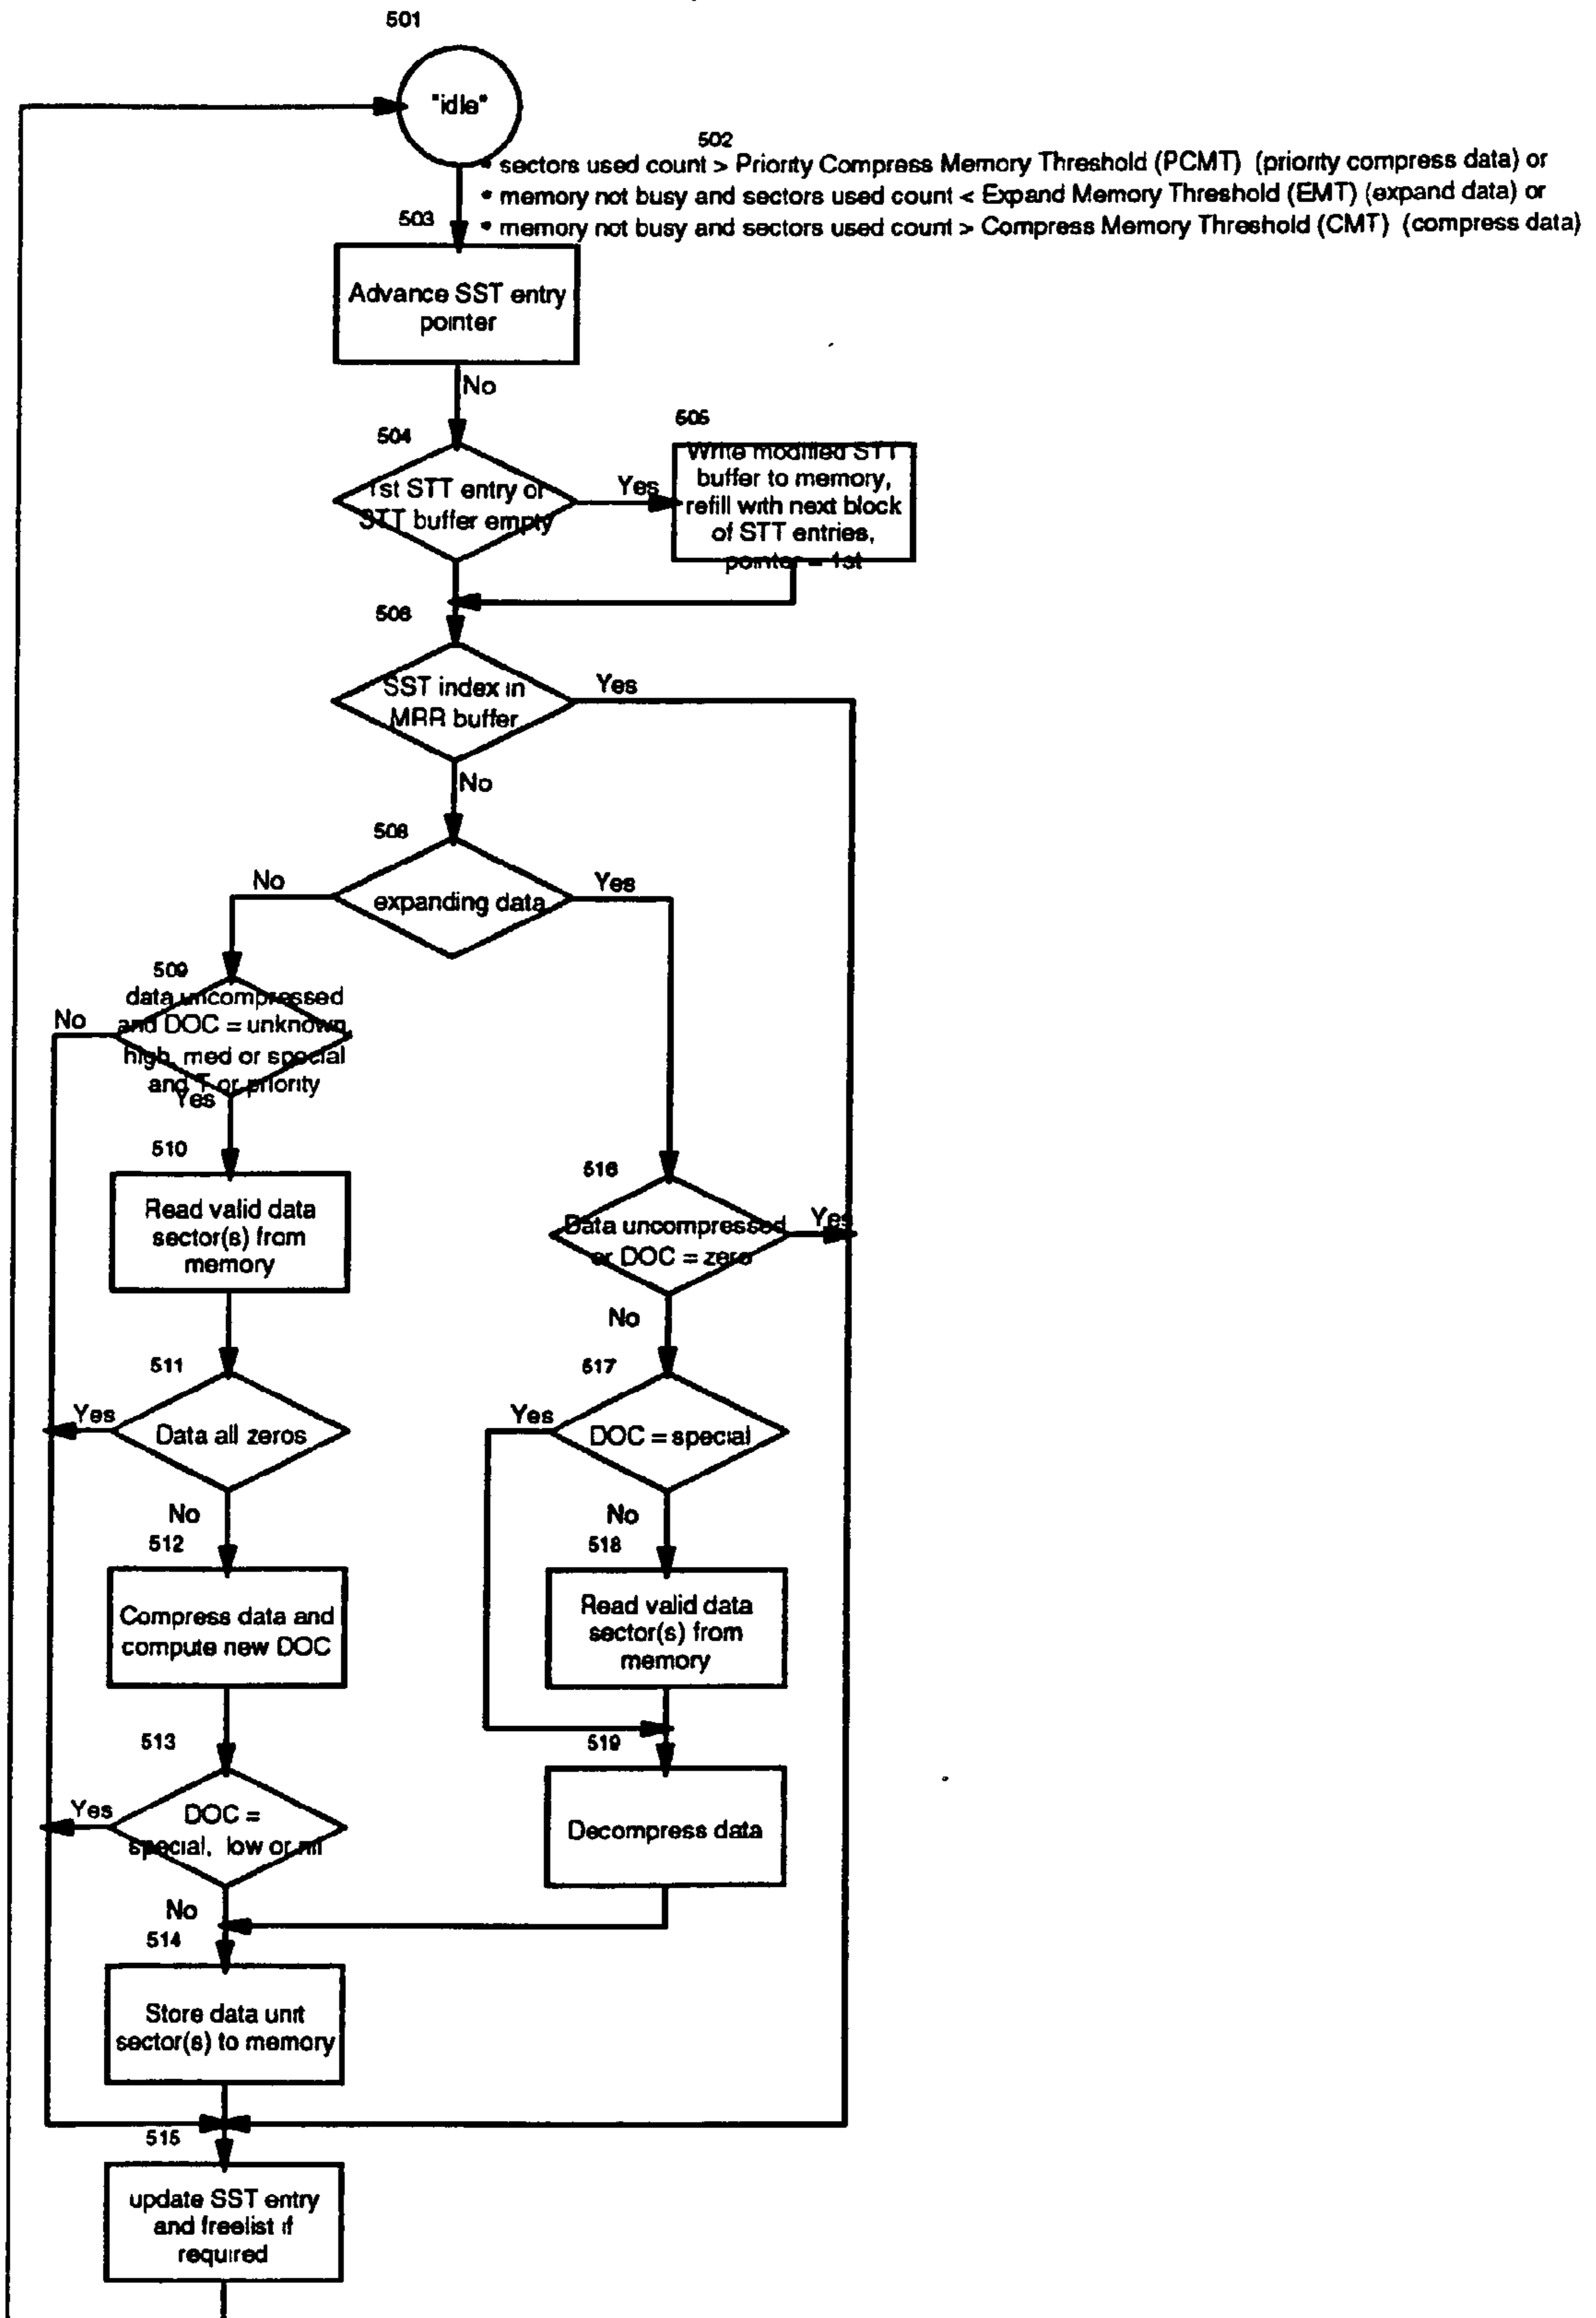 501
"idle"
502
• sectors used count > Priority Compress Memory Threshold (PCMT) (priority compress data) or
• memory not busy and sectors used count < Expand Memory Threshold (EMT) (expand data) or
• memory not busy and sectors used count > Compress Memory Threshold (CMT) (compress data)
503
Advance SST entry
pointer
No
504
1st STT entry or
STT buffer empty
Yes
505
Write modified STT
buffer to memory,
refill with next block
of STT entries,
pointer = 1st
506
SST index in
MRR buffer
Yes
No
508
expanding data
No
Yes
509
data uncompressed
and DOC = unknown,
high, med or special
and T or priority
No
Yes
510
Read valid data
sector(s) from
memory
516
Data uncompressed
or DOC = zero
Yes
No
511
Data all zeros
Yes
No
517
DOC = special
Yes
No
512
Compress data and
compute new DOC
518
Read valid data
sector(s) from
memory
513
DOC =
special, low or nil
Yes
No
519
Decompress data
514
Store data unit
sector(s) to memory
515
update SST entry
and freelist if
required